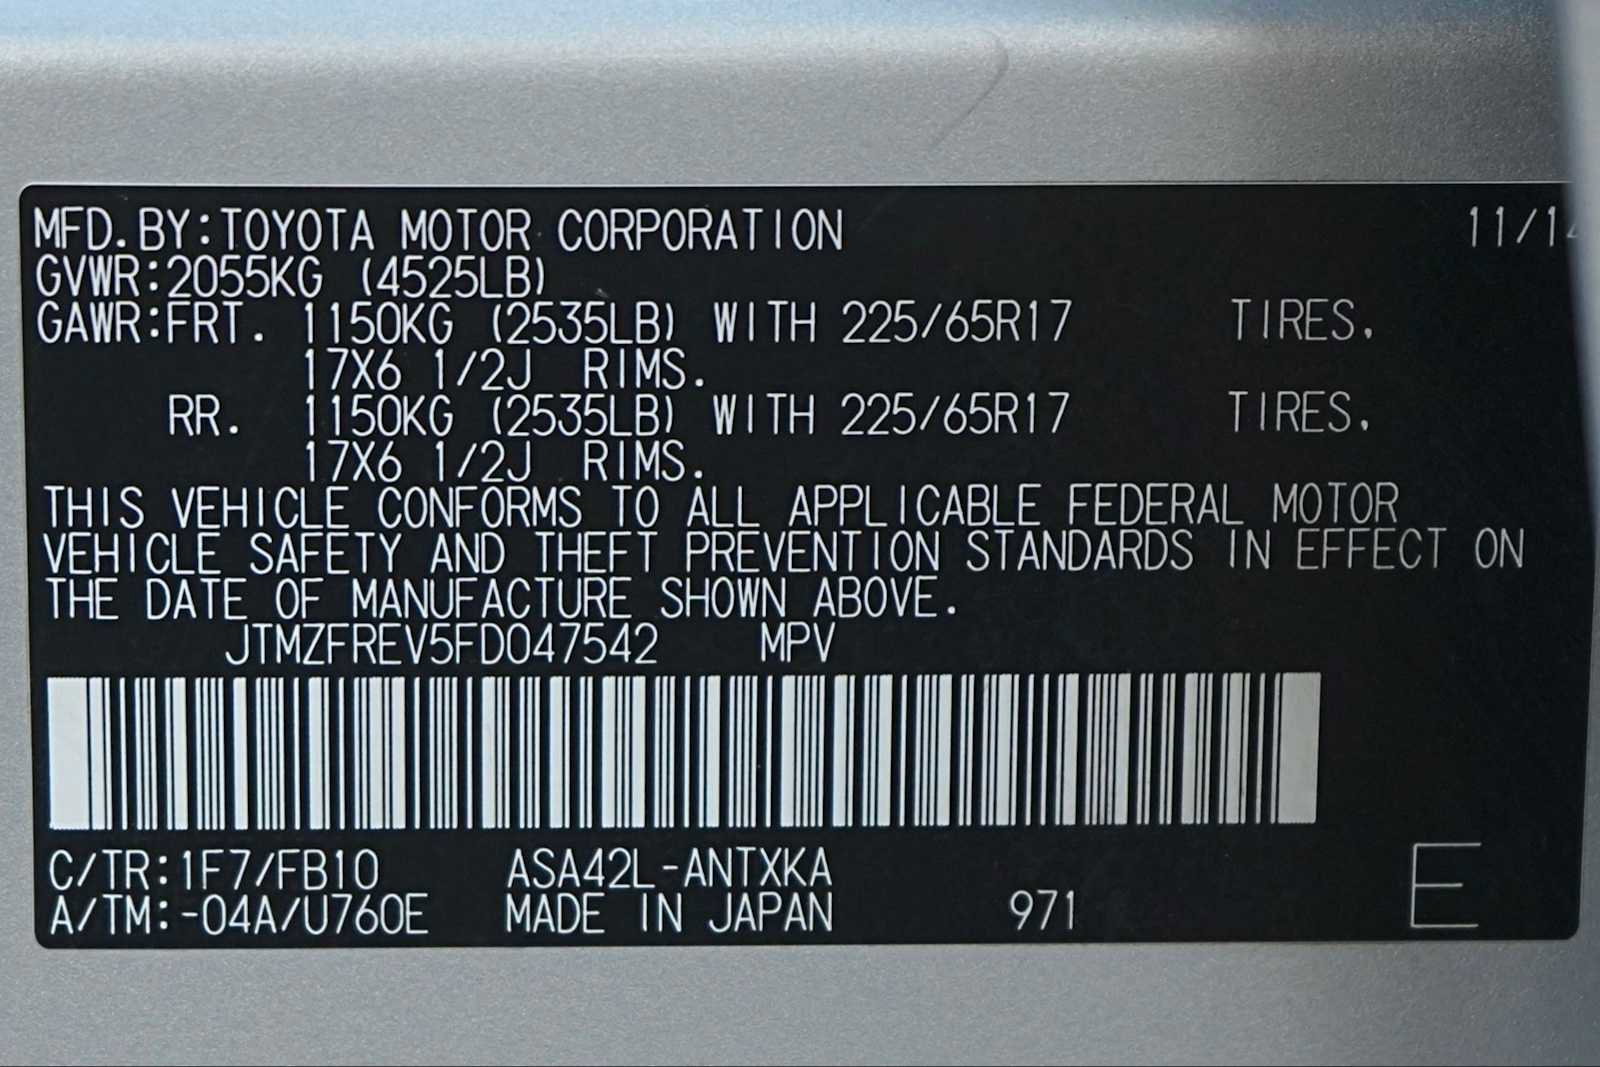 MFD.BY:TOYOTA MOTOR CORPORATION 11/14
GVWR:2055KG (4525LB)
GAWR:FRT. 1150KG (2535LB) WITH 225/65R17 TIRES.
17X6 1/2J RIMS.
RR. 1150KG (2535LB) WITH 225/65R17 TIRES.
17X6 1/2J RIMS.
THIS VEHICLE CONFORMS TO ALL APPLICABLE FEDERAL MOTOR
VEHICLE SAFETY AND THEFT PREVENTION STANDARDS IN EFFECT ON
THE DATE OF MANUFACTURE SHOWN ABOVE.
JTMZFREV5FD047542 MPV
C/TR:1F7/FB10 ASA42L-ANTXKA
A/TM:-04A/U760E MADE IN JAPAN 971 E